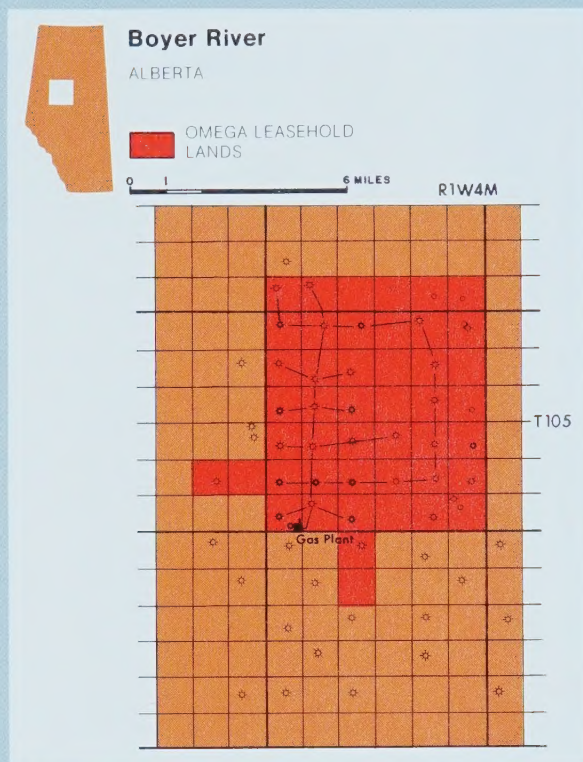 Boyer River
ALBERTA
OMEGA LEASEHOLD
LANDS
0 1 6 MILES
R1W4M
T105
Gas Plant